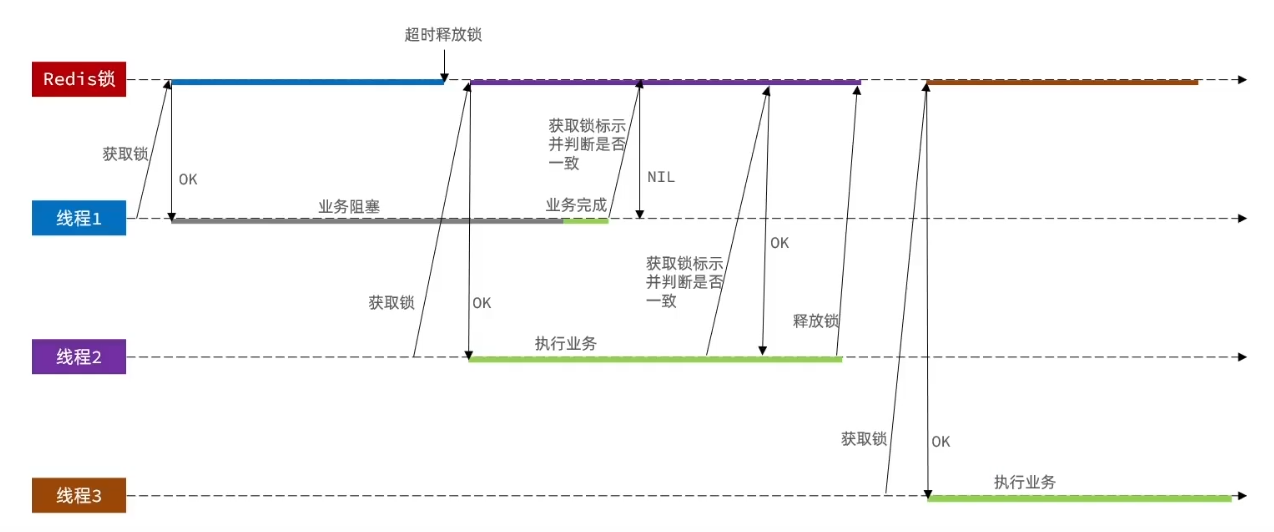 超时释放锁
Redis锁
获取锁
OK
获取锁标示
并判断是否
一致
NIL
线程1
业务阻塞
业务完成
获取锁
OK
获取锁标示
并判断是否
一致
OK
释放锁
线程2
执行业务
获取锁
OK
线程3
执行业务